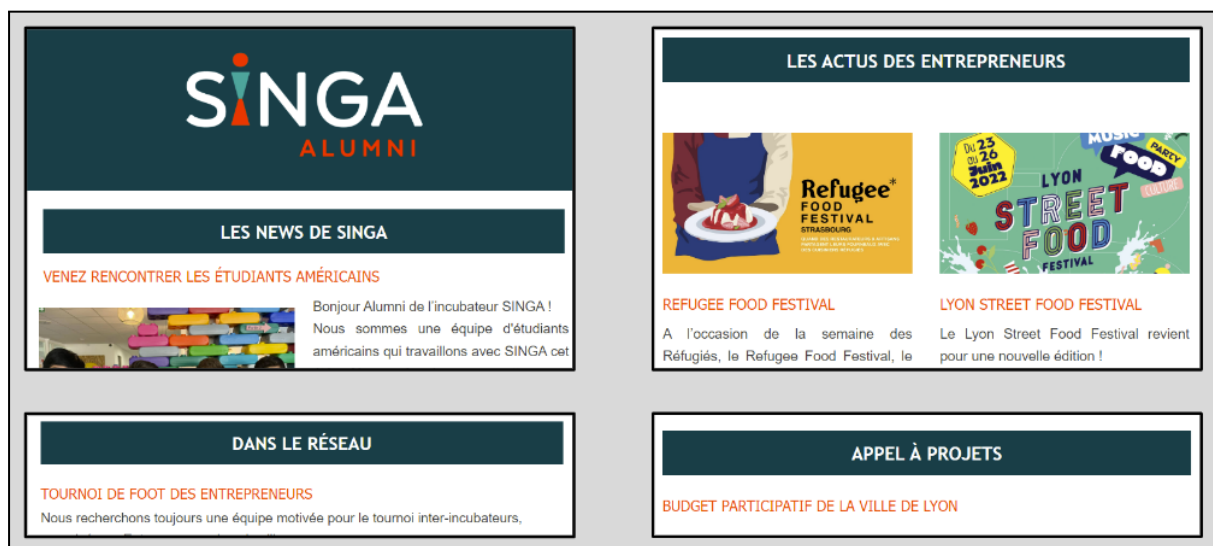 SINGA
ALUMNI
LES NEWS DE SINGA
VENEZ RENCONTRER LES ÉTUDIANTS AMÉRICAINS
Bonjour Alumni de l'incubateur SINGA !
Nous sommes une équipe d'étudiants
américains qui travaillons avec SINGA cet
LES ACTUS DES ENTREPRENEURS
Refugee*
FOOD
FESTIVAL
STRASBOURG
Du 23
au 26
Juin
2022
MUSIC
FOOD
PARTY
CULTURE
LYON
STREET
FOOD
FESTIVAL
REFUGEE FOOD FESTIVAL
A l'occasion de la semaine des
Réfugiés, le Refugee Food Festival, le
LYON STREET FOOD FESTIVAL
Le Lyon Street Food Festival revient
pour une nouvelle édition !
DANS LE RÉSEAU
TOURNOI DE FOOT DES ENTREPRENEURS
Nous recherchons toujours une équipe motivée pour le tournoi inter-incubateurs,
APPEL À PROJETS
BUDGET PARTICIPATIF DE LA VILLE DE LYON